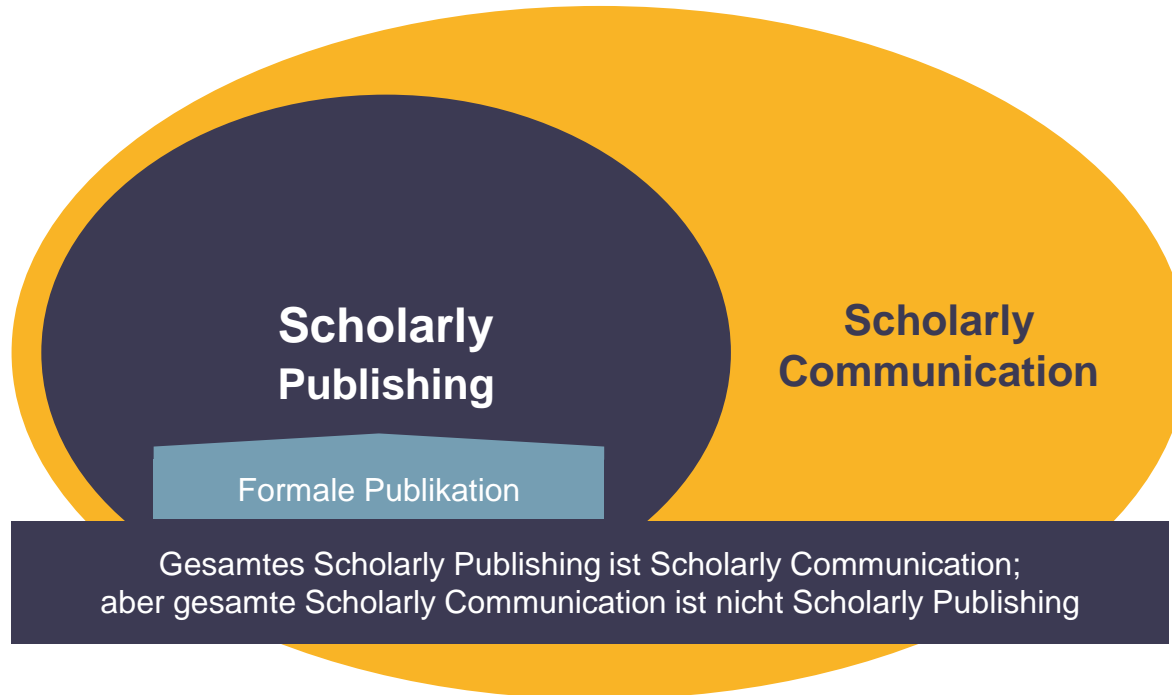 Scholarly
Publishing
Scholarly
Communication
Formale Publikation
Gesamtes Scholarly Publishing ist Scholarly Communication;
aber gesamte Scholarly Communication ist nicht Scholarly Publishing